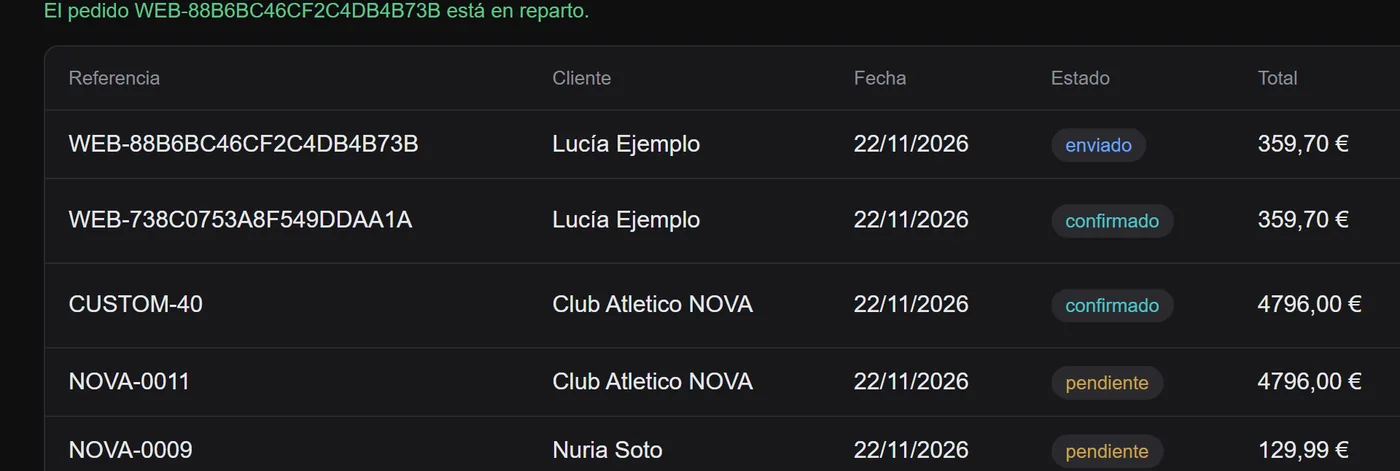 El pedido WEB-88B6BC46CF2C4DB4B73B está en reparto.
Referencia Cliente Fecha Estado Total
WEB-88B6BC46CF2C4DB4B73B Lucía Ejemplo 22/11/2026 enviado 359,70 €
WEB-738C0753A8F549DDAA1A Lucía Ejemplo 22/11/2026 confirmado 359,70 €
CUSTOM-40 Club Atletico NOVA 22/11/2026 confirmado 4796,00 €
NOVA-0011 Club Atletico NOVA 22/11/2026 pendiente 4796,00 €
NOVA-0009 Nuria Soto 22/11/2026 pendiente 129,99 €